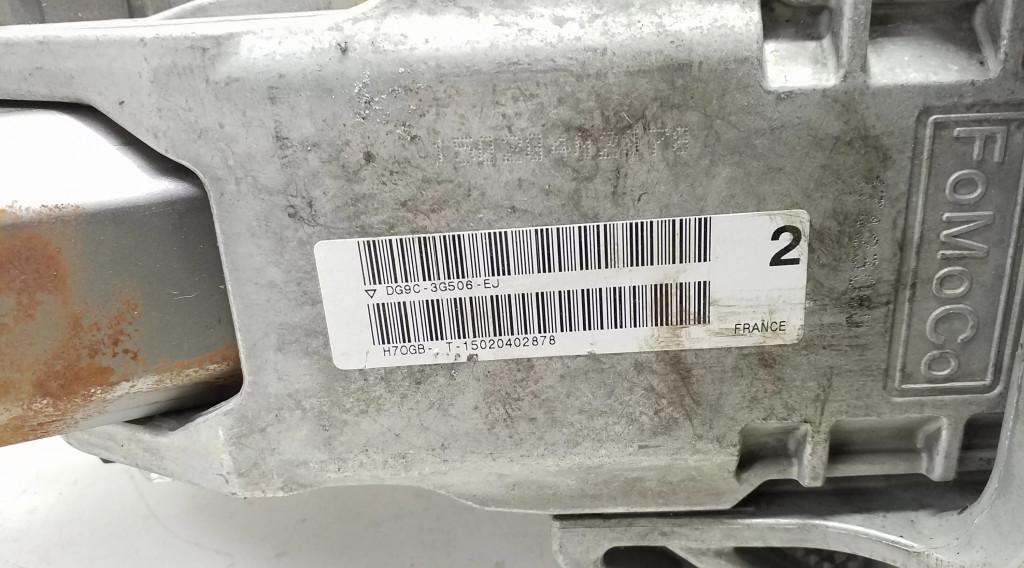 2
▽ DG9C-3G506-EJ
H7OGB- T-15020402878
FRANCE
FoMoCo